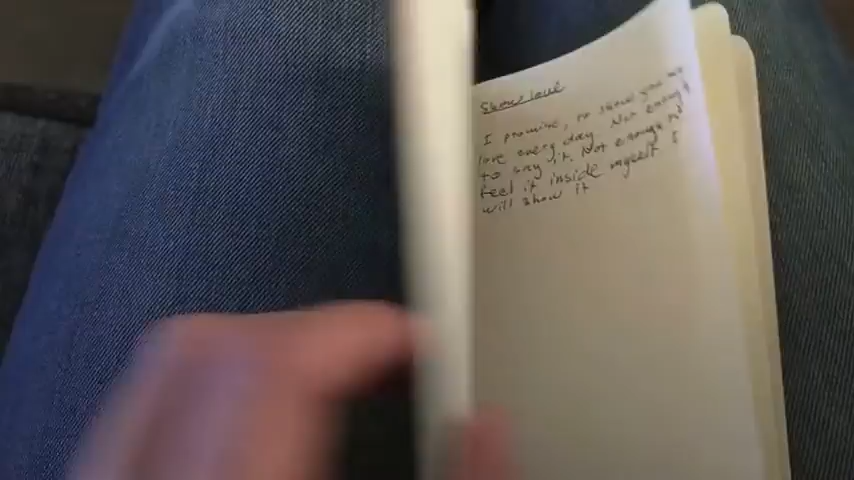 Show love
I promise, to show you my
love every day. Not enough
to say it. Not enough to
feel it inside myself I
will show it